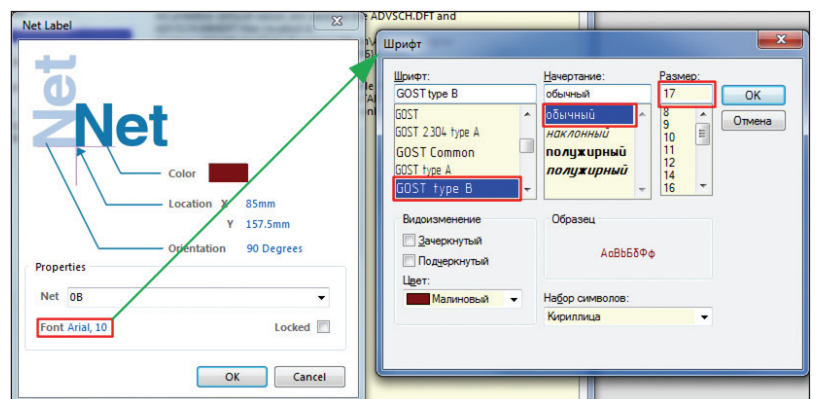 Net Label
ADVSCH.DFT and
Net
Net
Color
Location X 85mm
Y 157.5mm
Orientation 90 Degrees
Properties
Net 0B
Font Arial, 10 Locked
OK Cancel
Шрифт
Шрифт: Начертание: Размер:
GOST type B обычный 17 OK
Отмена
GOST обычный 8
GOST 2304 type A наклонный 9
10
GOST Common полужирный 11
GOST type A полужирный 12
14
GOST type B 16
Видоизменение Образец
Зачеркнутый
Подчеркнутый АаВЬБбФф
Цвет:
Малиновый Набор символов:
Кириллица